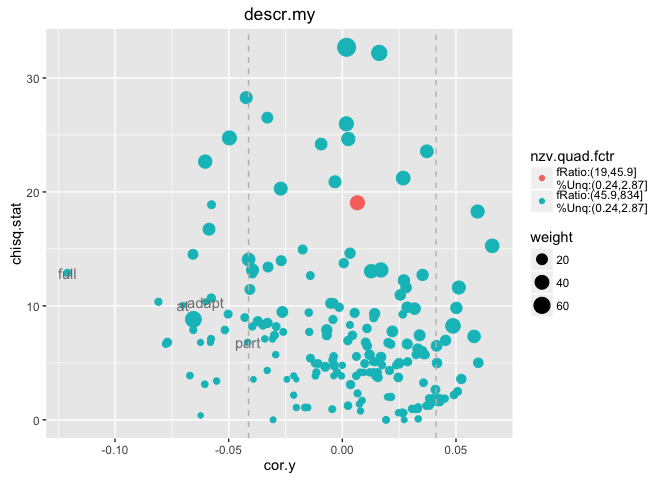 descr.my
30
20
10
0
chisq.stat
full
at
adapt
part
-0.10
-0.05
0.00
0.05
cor.y
nzv.quad.fctr
fRatio:(19,45.9]
%Unq:(0.24,2.87]
fRatio:(45.9,834]
%Unq:(0.24,2.87]
weight
20
40
60